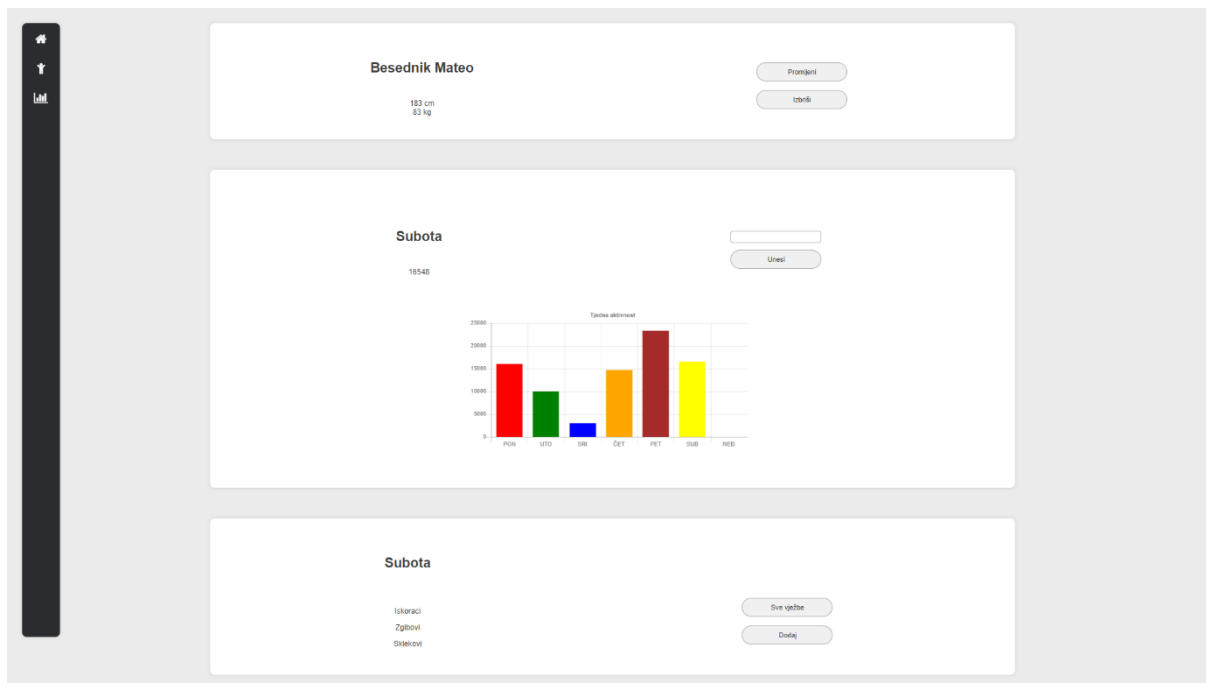 Besednik Mateo
183 cm
83 kg
Promjeni
Izbriši
Subota
16548
Unesi
Tjedna aktivnost
25000
20000
15000
10000
5000
0
PON UTO SRI ČET PET SUB NED
Subota
Iskoraci
Zgibovi
Sklekovi
Sve vježbe
Dodaj